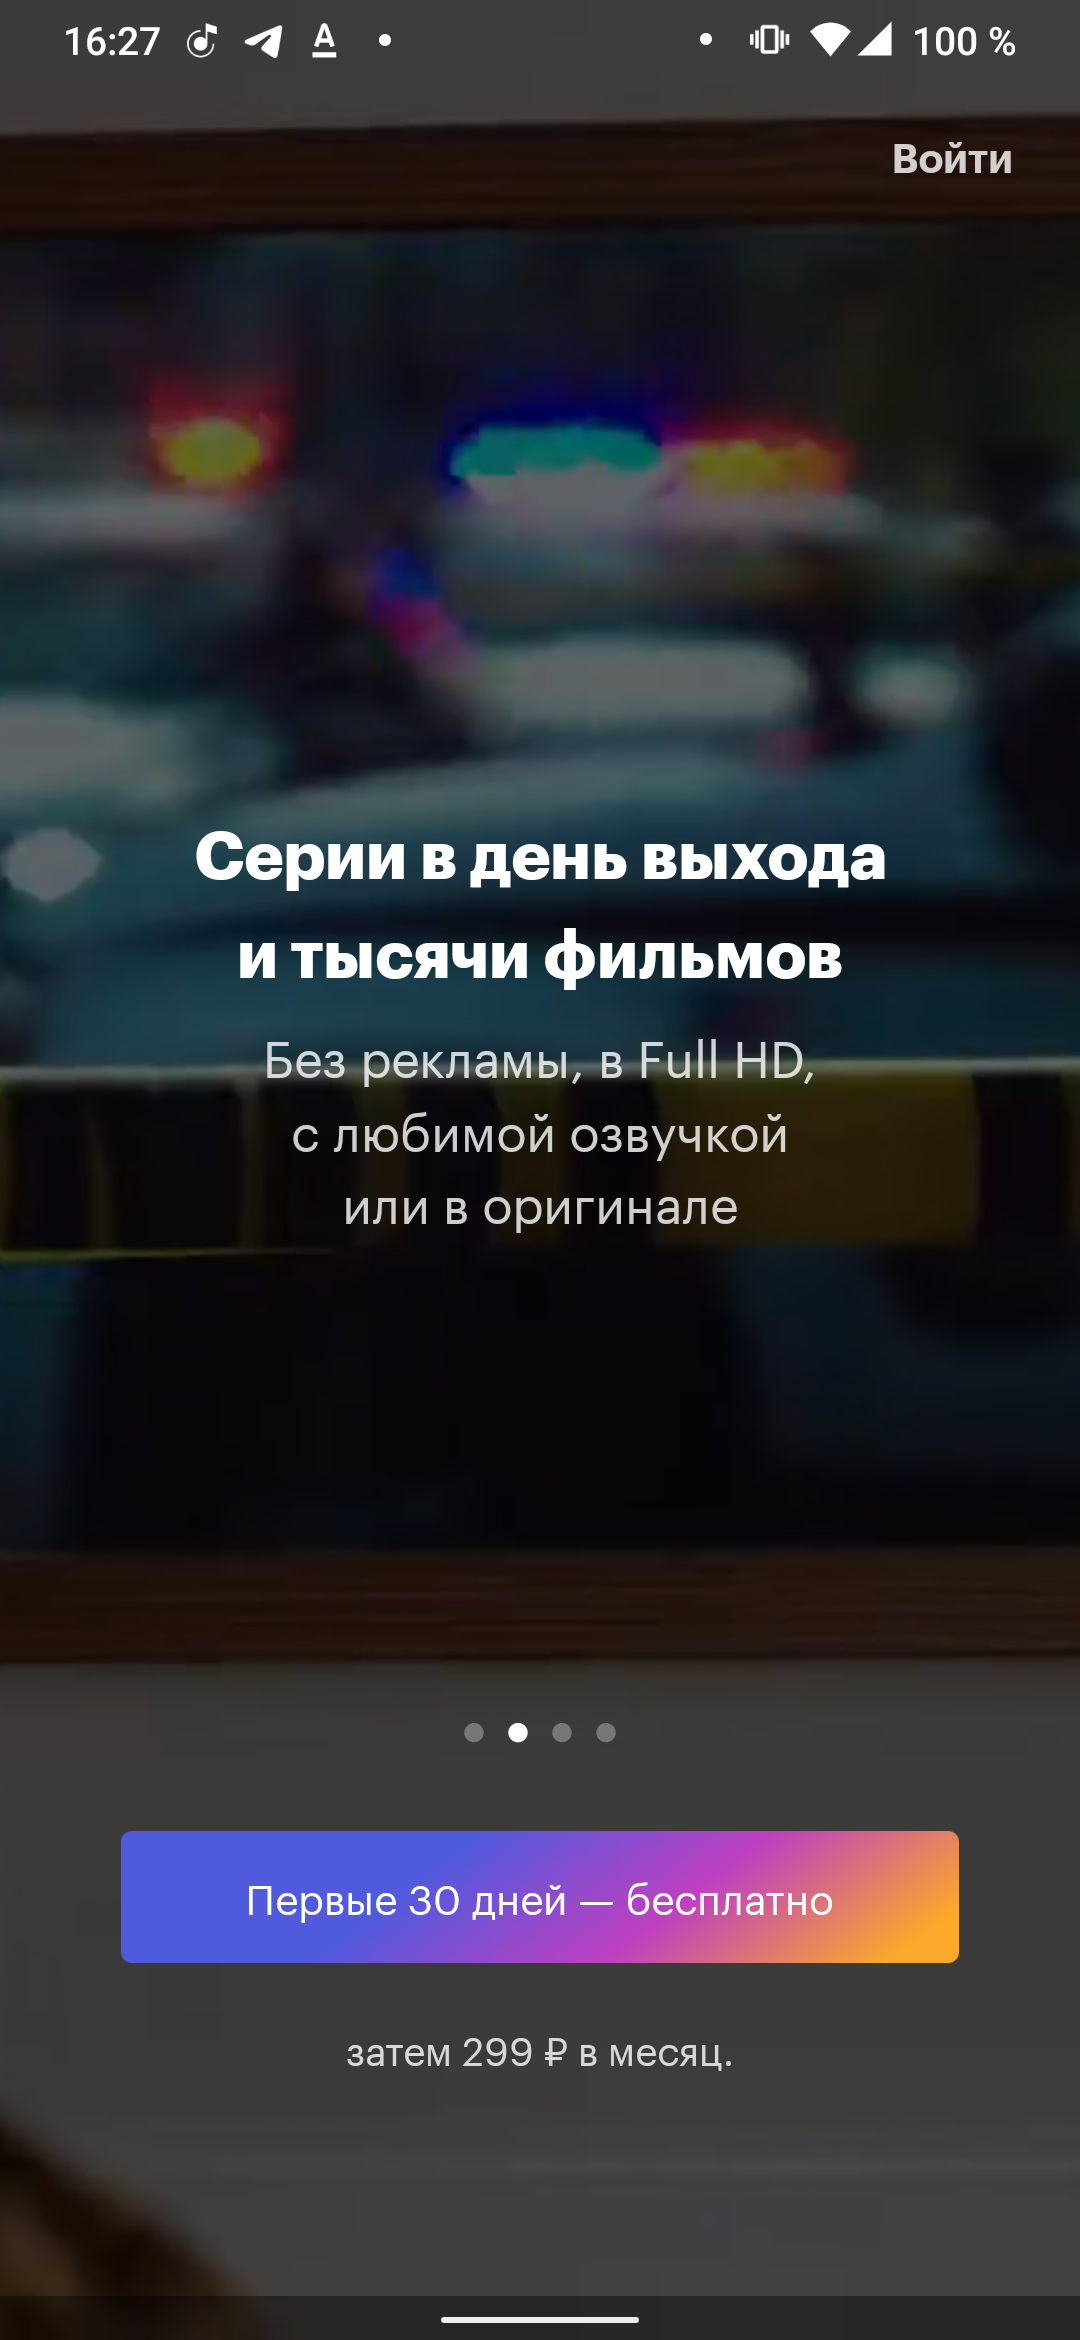 16:27
100 %
Войти
Серии в день выхода
и тысячи фильмов
Без рекламы, в Full HD,
с любимой озвучкой
или в оригинале
Первые 30 дней — бесплатно
затем 299 ₽ в месяц.